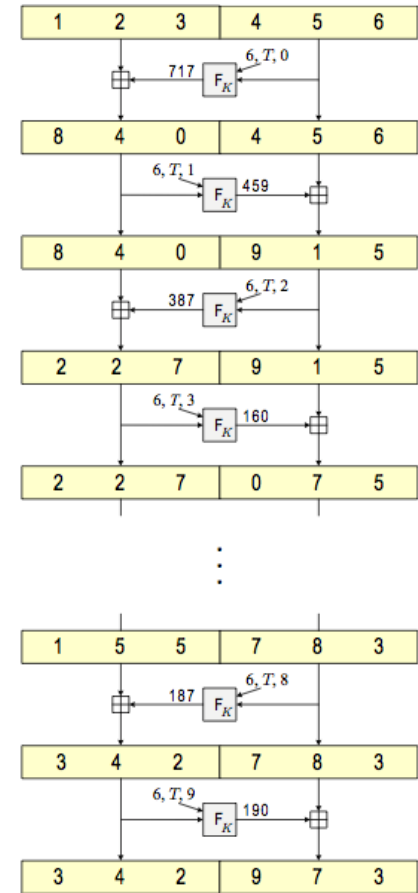 1 2 3 4 5 6
6, T, 0
717 F_K
8 4 0 4 5 6
6, T, 1
F_K 459
8 4 0 9 1 5
6, T, 2
387 F_K
2 2 7 9 1 5
6, T, 3
F_K 160
2 2 7 0 7 5
1 5 5 7 8 3
6, T, 8
187 F_K
3 4 2 7 8 3
6, T, 9
F_K 190
3 4 2 9 7 3